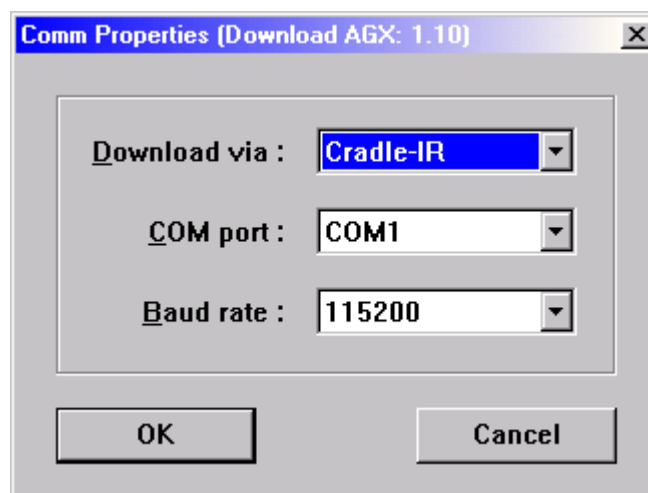 Comm Properties (Download AGX: 1.10)
Download via : Cradle-IR
COM port : COM1
Baud rate : 115200
OK Cancel